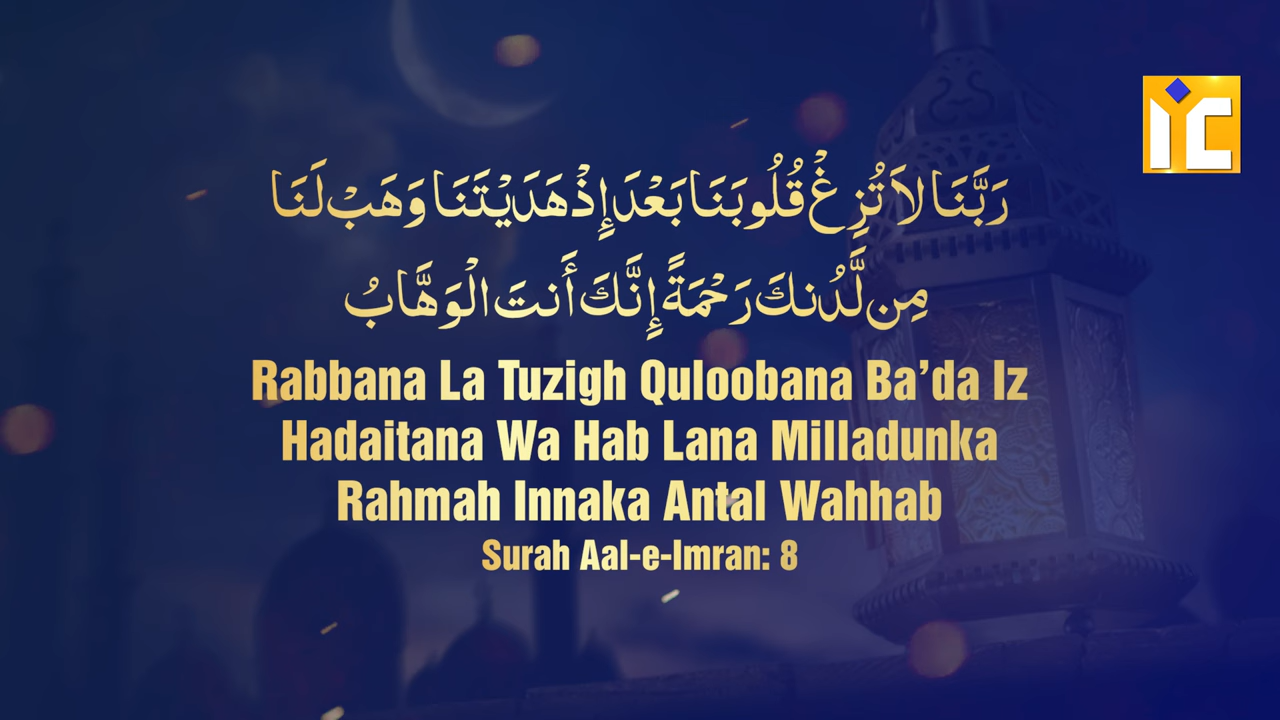 رَبَّنَا لاَ تُزِغْ قُلُوبَنَا بَعْدَ إِذْ هَدَيْتَنَا وَهَبْ لَنَا
مِن لَّدُنكَ رَحْمَةً إِنَّكَ أَنتَ الْوَهَّابُ
Rabbana La Tuzigh Quloobana Ba’da Iz
Hadaitana Wa Hab Lana Milladunka
Rahmah Innaka Antal Wahhab
Surah Aal-e-Imran: 8